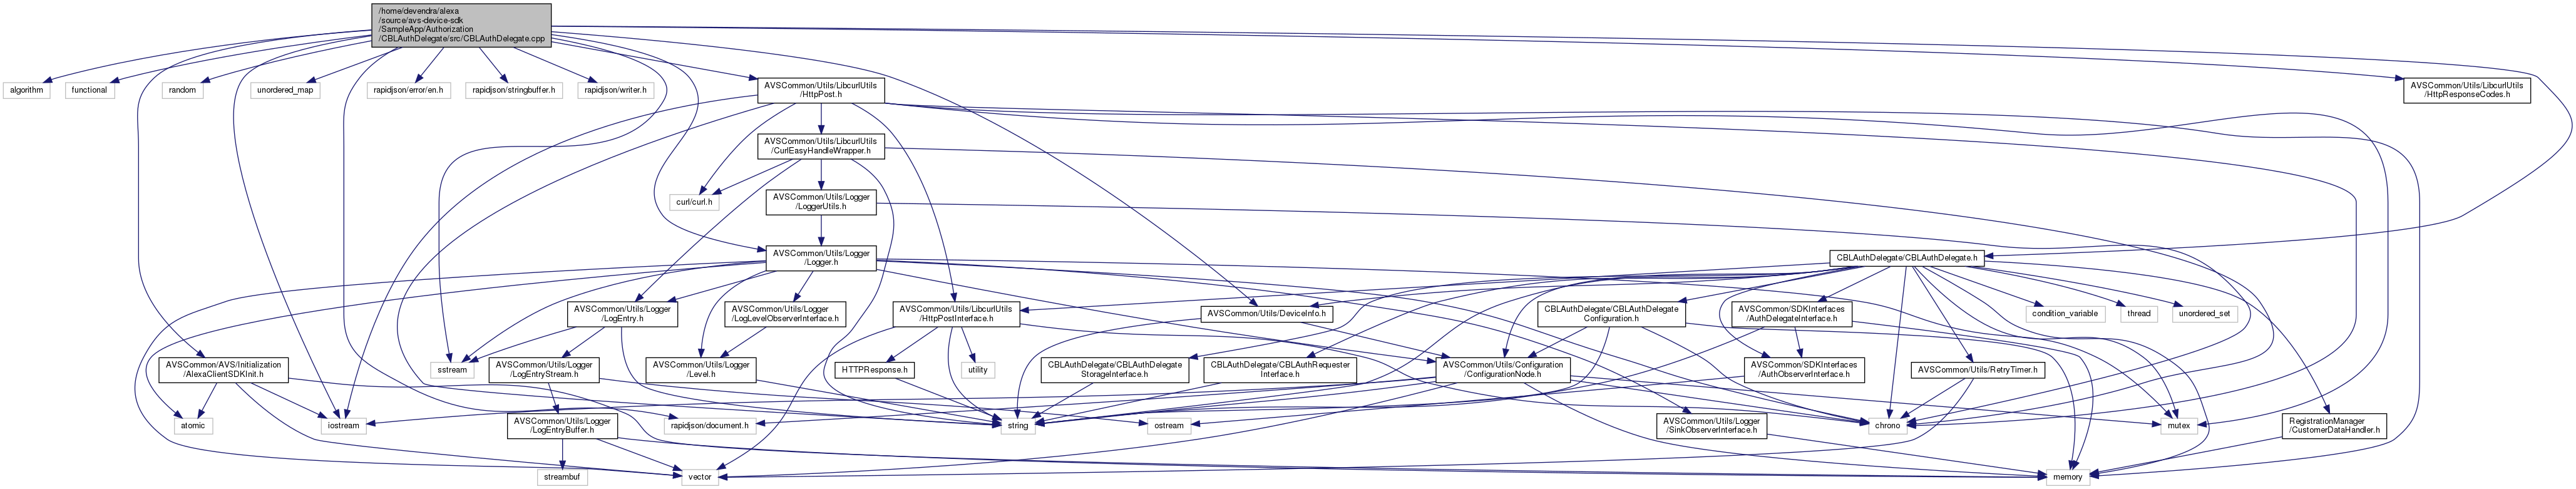 /home/devendra/alexa
/source/avs-device-sdk
/SampleApp/Authorization
/CBLAuthDelegate/src/CBLAuthDelegate.cpp
algorithm
functional
random
unordered_map
rapidjson/error/en.h
rapidjson/stringbuffer.h
rapidjson/writer.h
AVSCommon/Utils/LibcurlUtils
/HttpPost.h
AVSCommon/Utils/LibcurlUtils
/HttpResponseCodes.h
AVSCommon/Utils/LibcurlUtils
/CurlEasyHandleWrapper.h
curl/curl.h
AVSCommon/Utils/Logger
/LoggerUtils.h
AVSCommon/Utils/Logger
/Logger.h
CBLAuthDelegate/CBLAuthDelegate.h
AVSCommon/Utils/Logger
/LogEntry.h
AVSCommon/Utils/Logger
/LogLevelObserverInterface.h
AVSCommon/Utils/LibcurlUtils
/HttpPostInterface.h
AVSCommon/Utils/DeviceInfo.h
CBLAuthDelegate/CBLAuthDelegate
Configuration.h
AVSCommon/SDKInterfaces
/AuthDelegateInterface.h
condition_variable
thread
unordered_set
AVSCommon/AVS/Initialization
/AlexaClientSDKInit.h
sstream
AVSCommon/Utils/Logger
/LogEntryStream.h
AVSCommon/Utils/Logger
/Level.h
HTTPResponse.h
utility
CBLAuthDelegate/CBLAuthDelegate
StorageInterface.h
CBLAuthDelegate/CBLAuthRequester
Interface.h
AVSCommon/Utils/Configuration
/ConfigurationNode.h
AVSCommon/SDKInterfaces
/AuthObserverInterface.h
AVSCommon/Utils/RetryTimer.h
atomic
iostream
AVSCommon/Utils/Logger
/LogEntryBuffer.h
rapidjson/document.h
string
ostream
AVSCommon/Utils/Logger
/SinkObserverInterface.h
chrono
mutex
RegistrationManager
/CustomerDataHandler.h
streambuf
vector
memory